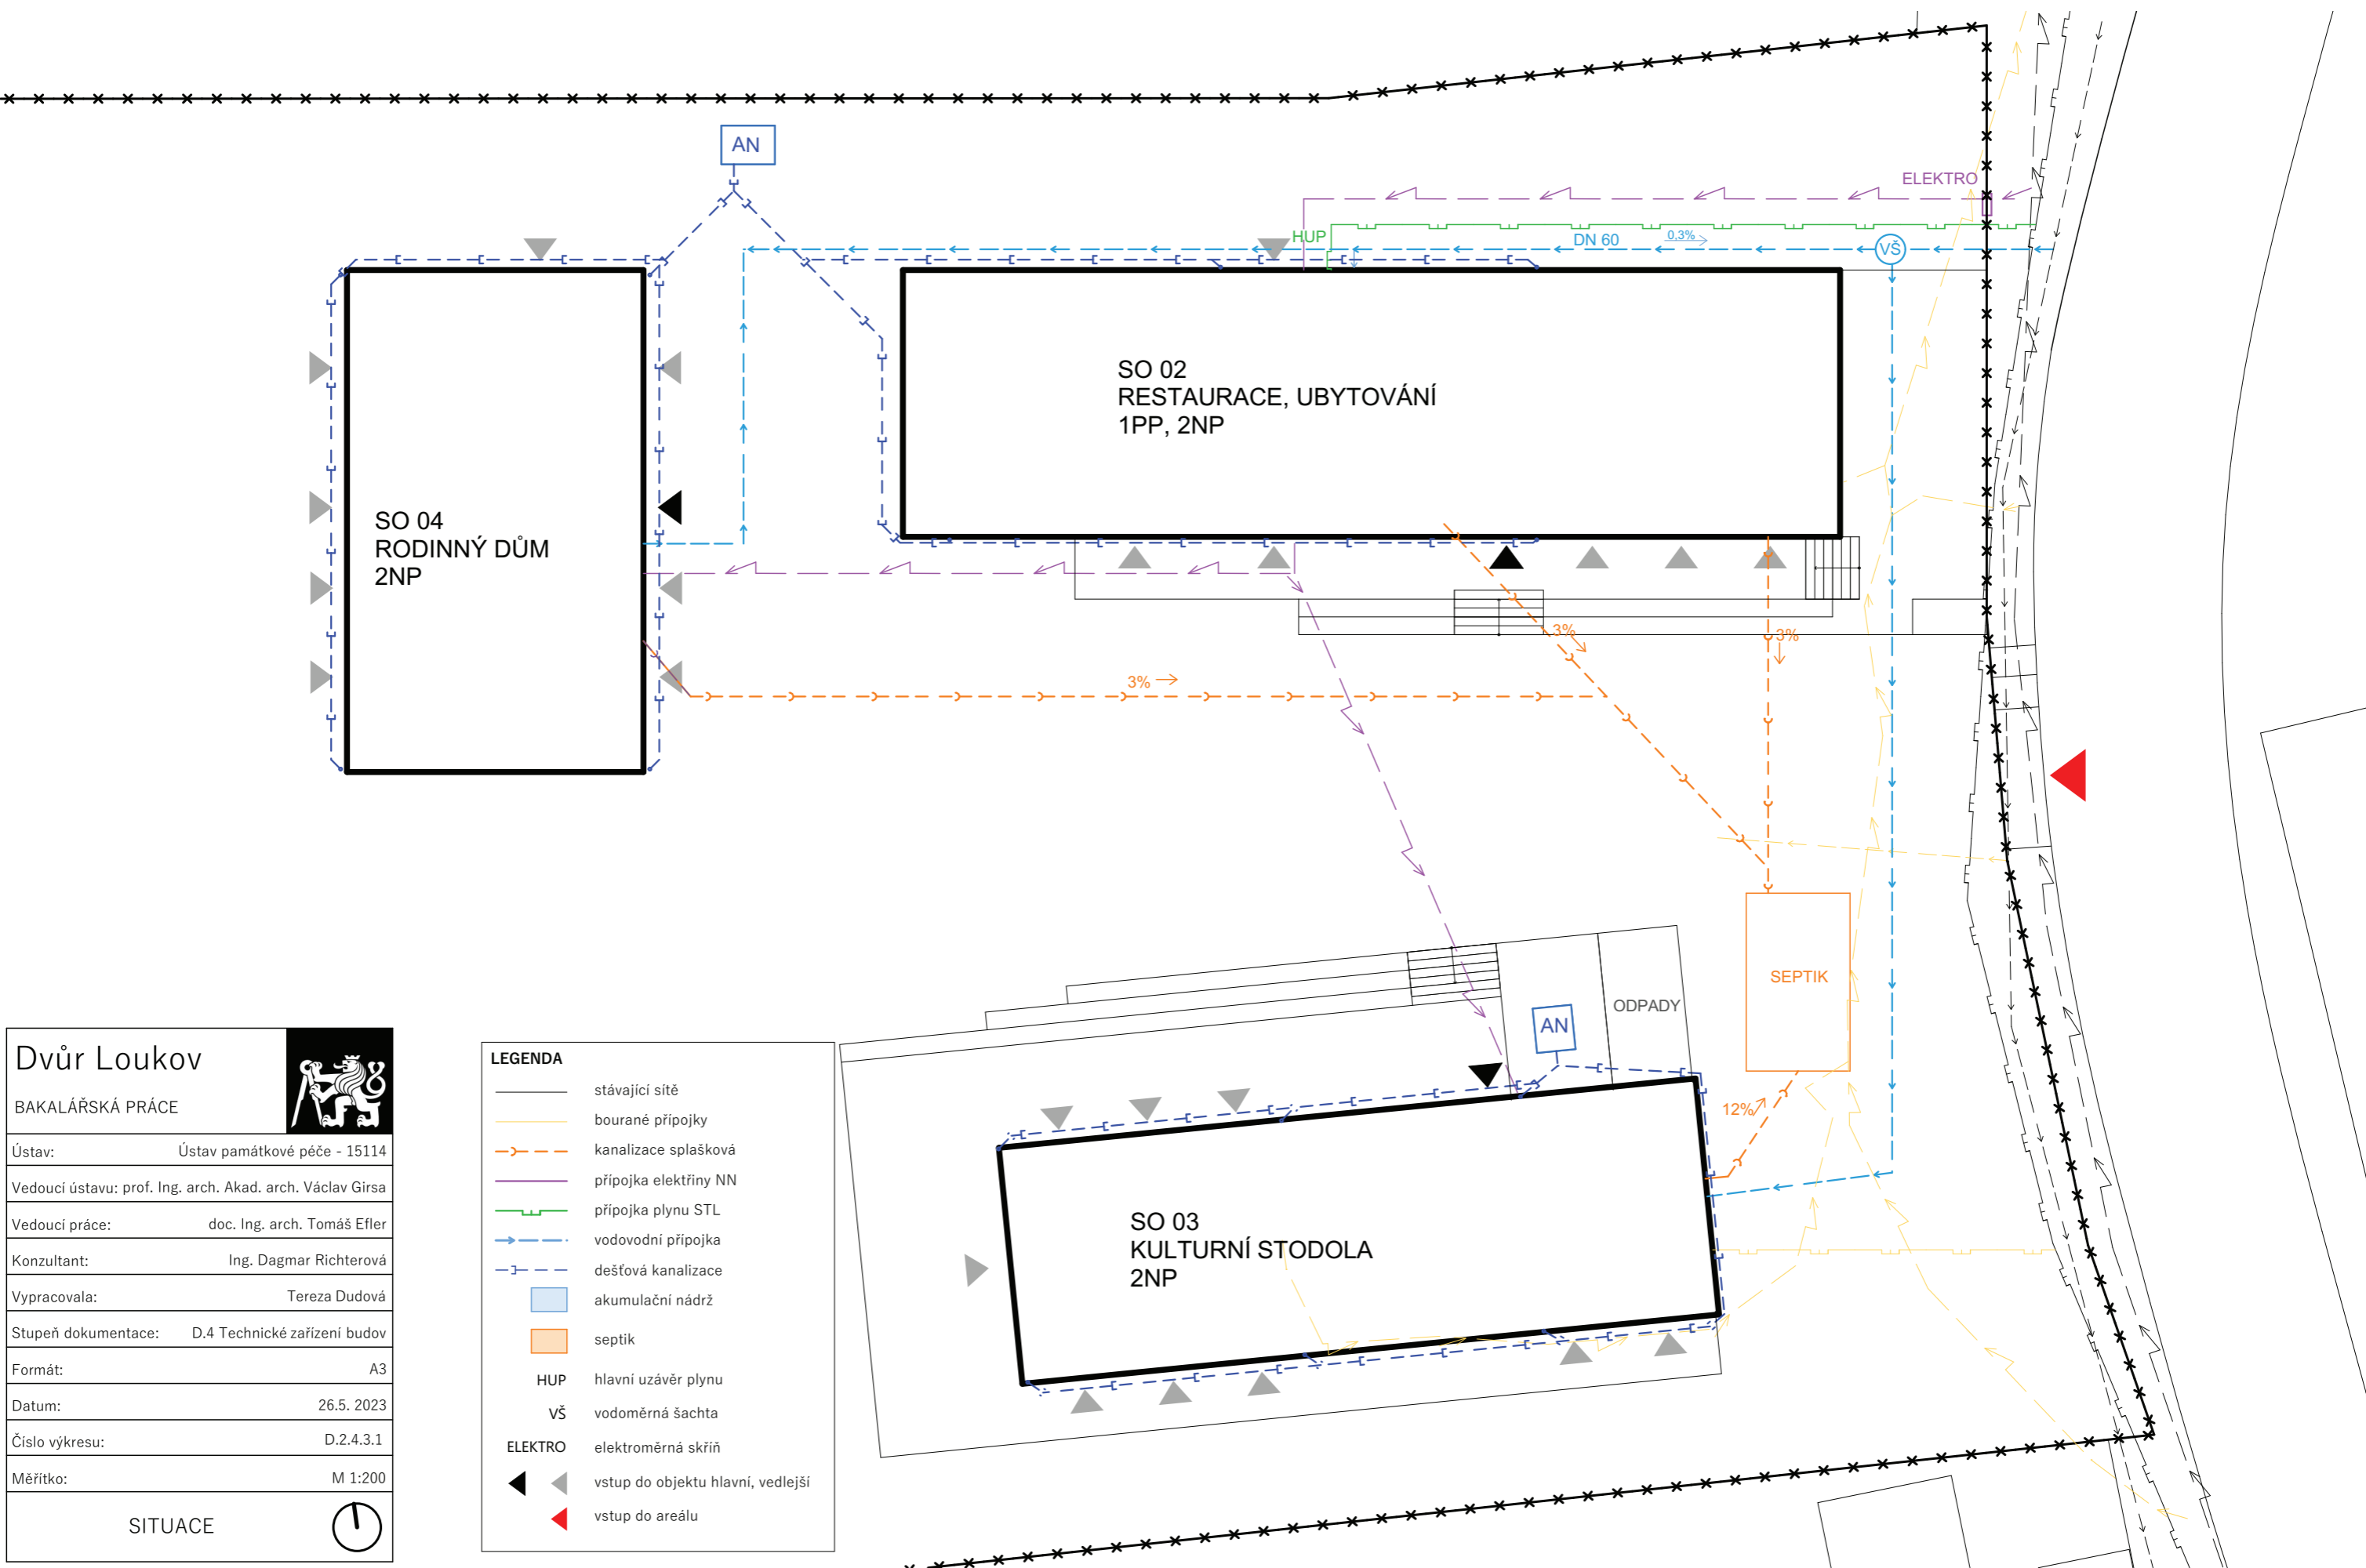 AN
ELEKTRO
HUP
DN 60
0,3%
VŠ
SO 02
RESTAURACE, UBYTOVÁNÍ
1PP, 2NP
SO 04
RODINNÝ DŮM
2NP
3%
3%
3%
SEPTIK
ODPADY
AN
12%
SO 03
KULTURNÍ STODOLA
2NP
Dvůr Loukov
BAKALÁŘSKÁ PRÁCE
Ústav: Ústav památkové péče - 15114
Vedoucí ústavu: prof. Ing. arch. Akad. arch. Václav Girsa
Vedoucí práce: doc. Ing. arch. Tomáš Efler
Konzultant: Ing. Dagmar Richterová
Vypracovala: Tereza Dudová
Stupeň dokumentace: D.4 Technické zařízení budov
Formát: A3
Datum: 26.5. 2023
Číslo výkresu: D.2.4.3.1
Měřítko: M 1:200
SITUACE
LEGENDA
stávající sítě
bourané přípojky
kanalizace splašková
přípojka elektřiny NN
přípojka plynu STL
vodovodní přípojka
dešťová kanalizace
akumulační nádrž
septik
HUP hlavní uzávěr plynu
VŠ vodoměrná šachta
ELEKTRO elektroměrná skříň
vstup do objektu hlavní, vedlejší
vstup do areálu